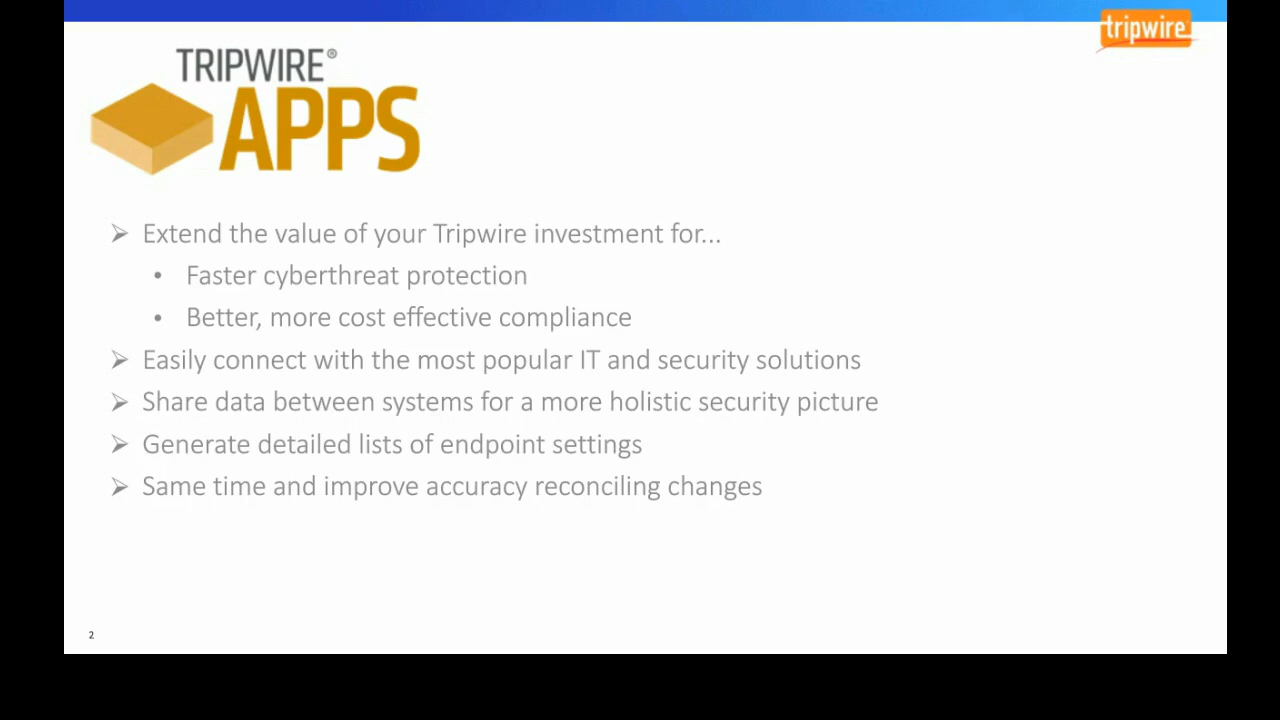 tripwire
TRIPWIRE®
APPS
➢ Extend the value of your Tripwire investment for...
• Faster cyberthreat protection
• Better, more cost effective compliance
➢ Easily connect with the most popular IT and security solutions
➢ Share data between systems for a more holistic security picture
➢ Generate detailed lists of endpoint settings
➢ Same time and improve accuracy reconciling changes
2